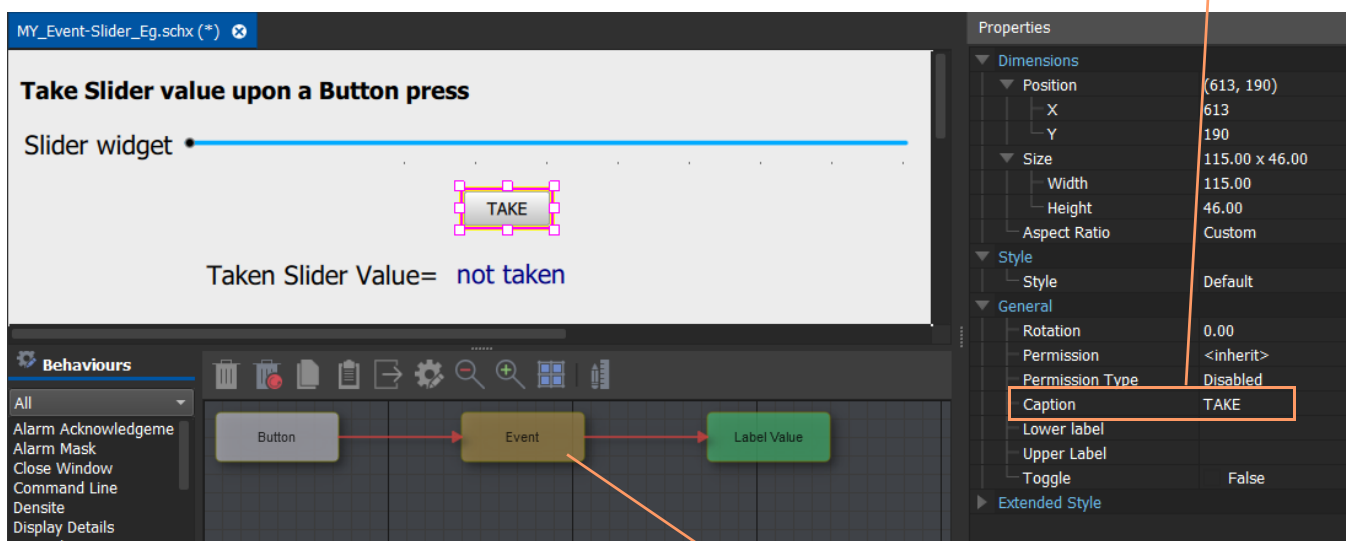 MY_Event-Slider_Eg.schx (*)
Take Slider value upon a Button press
Slider widget
TAKE
Taken Slider Value= not taken
Behaviours
All
Alarm Acknowledgeme
Alarm Mask
Close Window
Command Line
Densite
Display Details
Button
Event
Label Value
Properties
Dimensions
Position (613, 190)
X 613
Y 190
Size 115.00 x 46.00
Width 115.00
Height 46.00
Aspect Ratio Custom
Style
Style Default
General
Rotation 0.00
Permission <inherit>
Permission Type Disabled
Caption TAKE
Lower label
Upper Label
Toggle False
Extended Style